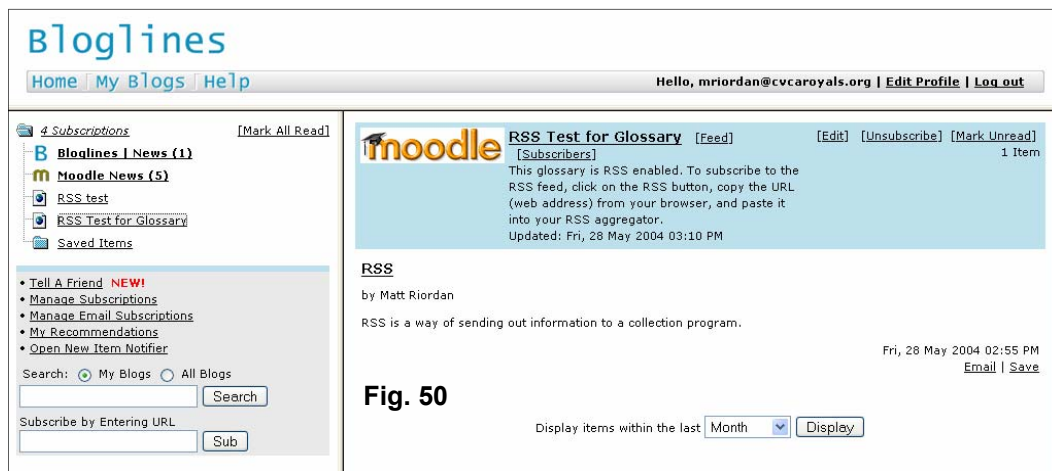 Bloglines
Home My Blogs Help
Hello, mriordan@cvcaroyals.org | Edit Profile | Log out
4 Subscriptions [Mark All Read]
Bloglines | News (1)
Moodle News (5)
RSS test
RSS Test for Glossary
Saved Items
• Tell A Friend NEW!
• Manage Subscriptions
• Manage Email Subscriptions
• My Recommendations
• Open New Item Notifier
Search: My Blogs All Blogs
Search
Subscribe by Entering URL
Sub
moodle
RSS Test for Glossary [Feed] [Edit] [Unsubscribe] [Mark Unread]
[Subscribers] 1 Item
This glossary is RSS enabled. To subscribe to the
RSS feed, click on the RSS button, copy the URL
(web address) from your browser, and paste it
into your RSS aggregator.
Updated: Fri, 28 May 2004 03:10 PM
RSS
by Matt Riordan
RSS is a way of sending out information to a collection program.
Fri, 28 May 2004 02:55 PM
Email | Save
Fig. 50
Display items within the last Month Display